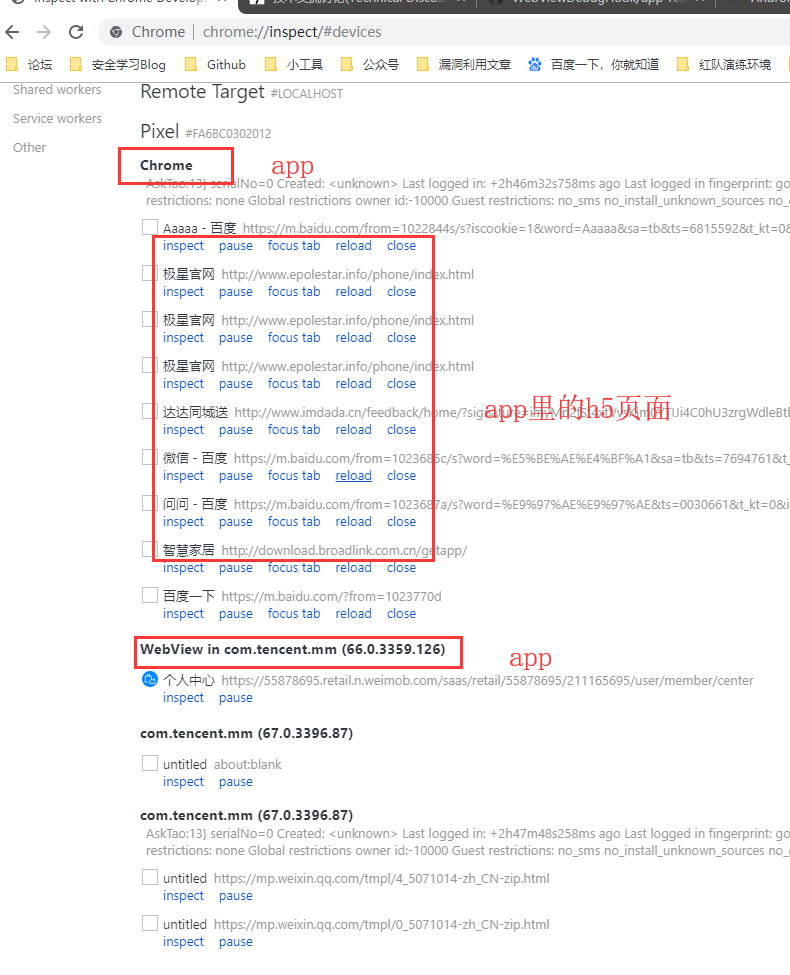 Inspect with Chrome Develop
技术交流讨论(Technical Discus
WebViewDebugHook/app
Chrome chrome://inspect/#devices
论坛 安全学习Blog Github 小工具 公众号 漏洞利用文章 百度一下，你就知道 红队演练环境
Shared workers
Service workers
Other
Remote Target #LOCALHOST
Pixel #FA6BC0302012
Chrome
app
AskTao:13} serialNo=0 Created: <unknown> Last logged in: +2h46m32s758ms ago Last logged in fingerprint: go
restrictions: none Global restrictions owner id:-10000 Guest restrictions: no_sms no_install_unknown_sources no_
Aaaaa - 百度 https://m.baidu.com/from=1022844s/s?iscookie=1&word=Aaaaa&sa=tb&ts=6815592&t_kt=0&
inspect pause focus tab reload close
极星官网 http://www.epolestar.info/phone/index.html
inspect pause focus tab reload close
极星官网 http://www.epolestar.info/phone/index.html
inspect pause focus tab reload close
极星官网 http://www.epolestar.info/phone/index.html
inspect pause focus tab reload close
app里的h5页面
达达同城送 http://www.imdada.cn/feedback/home/?signature=
inspect pause focus tab reload close
微信 - 百度 https://m.baidu.com/from=1023685c/s?word=%E5%BE%AE%E4%BF%A1&sa=tb&ts=7694761&t_
inspect pause focus tab reload close
问问 - 百度 https://m.baidu.com/from=1023687a/s?word=%E9%97%AE%E9%97%AE&ts=0030661&t_kt=0&i
inspect pause focus tab reload close
智慧家居 http://download.broadlink.com.cn/getapp/
inspect pause focus tab reload close
百度一下 https://m.baidu.com/?from=1023770d
inspect pause focus tab reload close
WebView in com.tencent.mm (66.0.3359.126)
app
个人中心 https://55878695.retail.n.weimob.com/saas/retail/55878695/211165695/user/member/center
inspect pause
com.tencent.mm (67.0.3396.87)
untitled about:blank
inspect pause
com.tencent.mm (67.0.3396.87)
AskTao:13} serialNo=0 Created: <unknown> Last logged in: +2h47m48s258ms ago Last logged in fingerprint: go
restrictions: none Global restrictions owner id:-10000 Guest restrictions: no_sms no_install_unknown_sources no_
untitled https://mp.weixin.qq.com/tmpl/4_5071014-zh_CN-zip.html
inspect pause
untitled https://mp.weixin.qq.com/tmpl/0_5071014-zh_CN-zip.html
inspect pause